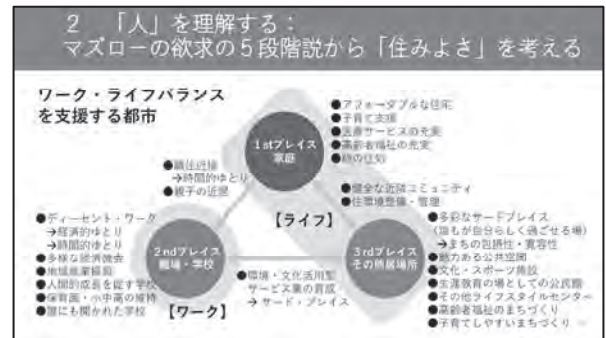 2 「人」を理解する：
マズローの欲求の5段階説から「住みよさ」を考える
ワーク・ライフバランス
を支援する都市
1stプレイス
家庭
●アフォーダブルな住宅
●子育て支援
●医療サービスの充実
●高齢者福祉の充実
●職住近接
→時間的ゆとり
●親子の近居
●健全な近隣コミュニティ
●住環境整備・管理
【ライフ】
●ディーセント・ワーク
→経済的ゆとり
→時間的ゆとり
●多様な経済機会
●地域産業振興
●人間的成長を促す学校
●保育園・小中高の維持
●誰にも開かれた学校
2ndプレイス
職場・学校
【ワーク】
●環境・文化活用型
サービス業の育成
→ サード・プレイス
3rdプレイス
その他居場所
●多彩なサードプレイス
(誰もが自分らしく過ごせる場)
→まちの包摂性・寛容性
●魅力ある公共空間
●文化・スポーツ施設
●生涯教育の場としての公民館
●その他ライフスタイルセンター
●高齢者福祉のまちづくり
●子育てしやすいまちづくり